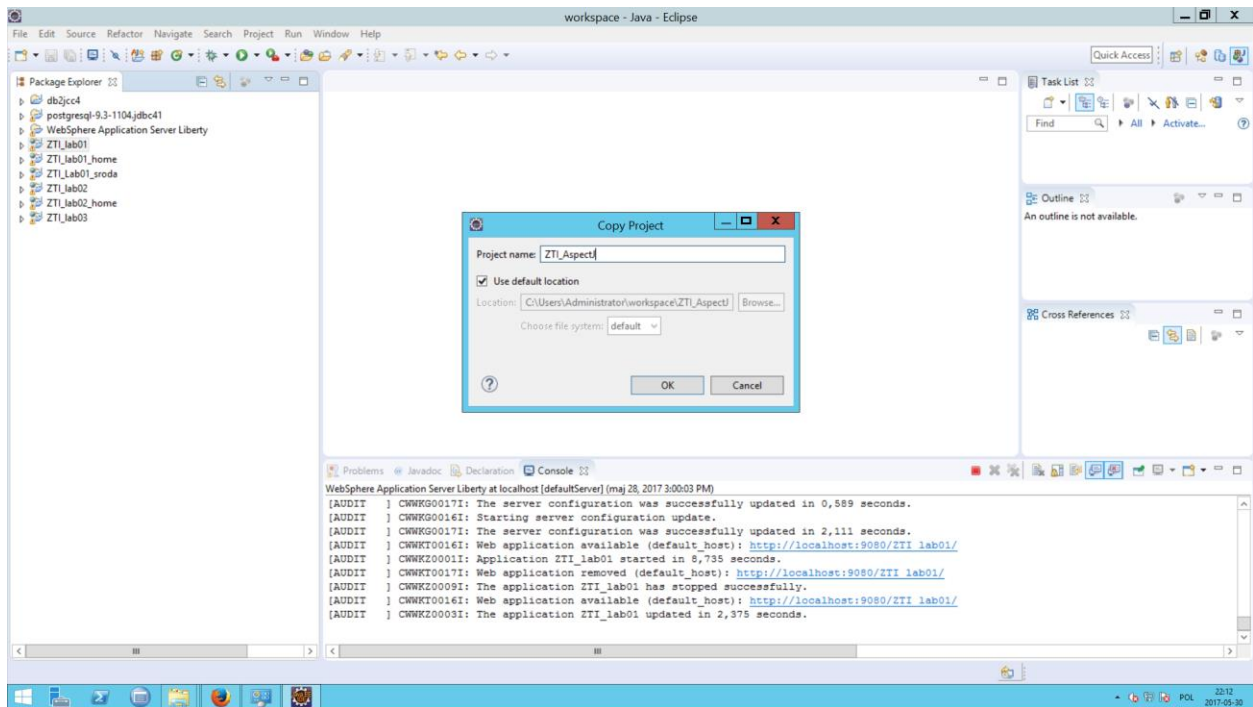 workspace - Java - Eclipse
File Edit Source Refactor Navigate Search Project Run Window Help
Quick Access
Package Explorer
db2jcc4
postgresql-9.3-1104.jdbc41
WebSphere Application Server Liberty
ZTI_lab01
ZTI_lab01_home
ZTI_Lab01_sroda
ZTI_lab02
ZTI_lab02_home
ZTI_lab03
Copy Project
Project name: ZTI_AspectJ
Use default location
Location: C:\Users\Administrator\workspace\ZTI_AspectJ Browse...
Choose file system: default
OK Cancel
Task List
Find All Activate...
Outline
An outline is not available.
Cross References
Problems Javadoc Declaration Console
WebSphere Application Server Liberty at localhost [defaultServer] (maj 28, 2017 3:00:03 PM)
[AUDIT ] CWWKG0017I: The server configuration was successfully updated in 0,589 seconds.
[AUDIT ] CWWKG0016I: Starting server configuration update.
[AUDIT ] CWWKG0017I: The server configuration was successfully updated in 2,111 seconds.
[AUDIT ] CWWKT0016I: Web application available (default_host): http://localhost:9080/ZTI_lab01/
[AUDIT ] CWWKZ0001I: Application ZTI_lab01 started in 8,735 seconds.
[AUDIT ] CWWKT0017I: Web application removed (default_host): http://localhost:9080/ZTI_lab01/
[AUDIT ] CWWKZ0009I: The application ZTI_lab01 has stopped successfully.
[AUDIT ] CWWKT0016I: Web application available (default_host): http://localhost:9080/ZTI_lab01/
[AUDIT ] CWWKZ0003I: The application ZTI_lab01 updated in 2,375 seconds.
POL 22:12
2017-05-30